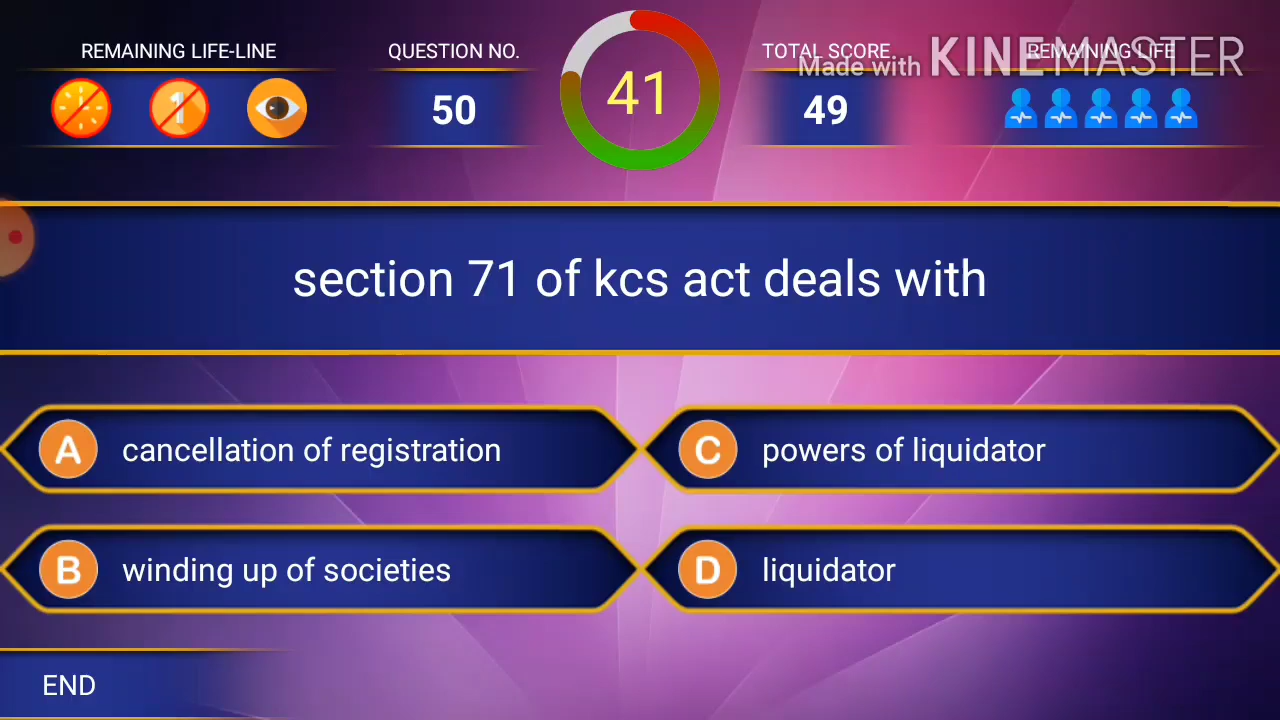 REMAINING LIFE-LINE
QUESTION NO.
50
41
TOTAL SCORE
49
REMAINING LIFE
Made with KINEMASTER
1
section 71 of kcs act deals with
A cancellation of registration
C powers of liquidator
B winding up of societies
D liquidator
END